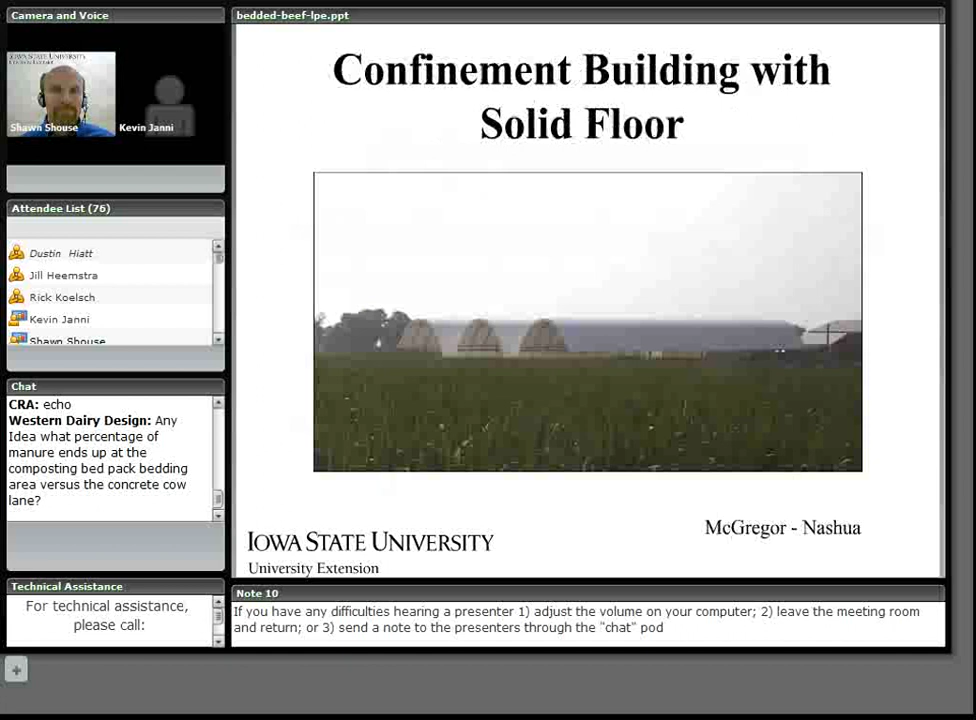 Camera and Voice
IOWA STATE UNIVERSITY
Shawn Shouse
Kevin Janni
Attendee List (76)
Dustin Hiatt
Jill Heemstra
Rick Koelsch
Kevin Janni
Shawn Shouse
Chat
CRA: echo
Western Dairy Design: Any
Idea what percentage of
manure ends up at the
composting bed pack bedding
area versus the concrete cow
lane?
Technical Assistance
For technical assistance,
please call:
bedded-beef-lpe.ppt
Confinement Building with
Solid Floor
McGregor - Nashua
IOWA STATE UNIVERSITY
University Extension
Note 10
If you have any difficulties hearing a presenter 1) adjust the volume on your computer; 2) leave the meeting room
and return; or 3) send a note to the presenters through the "chat" pod